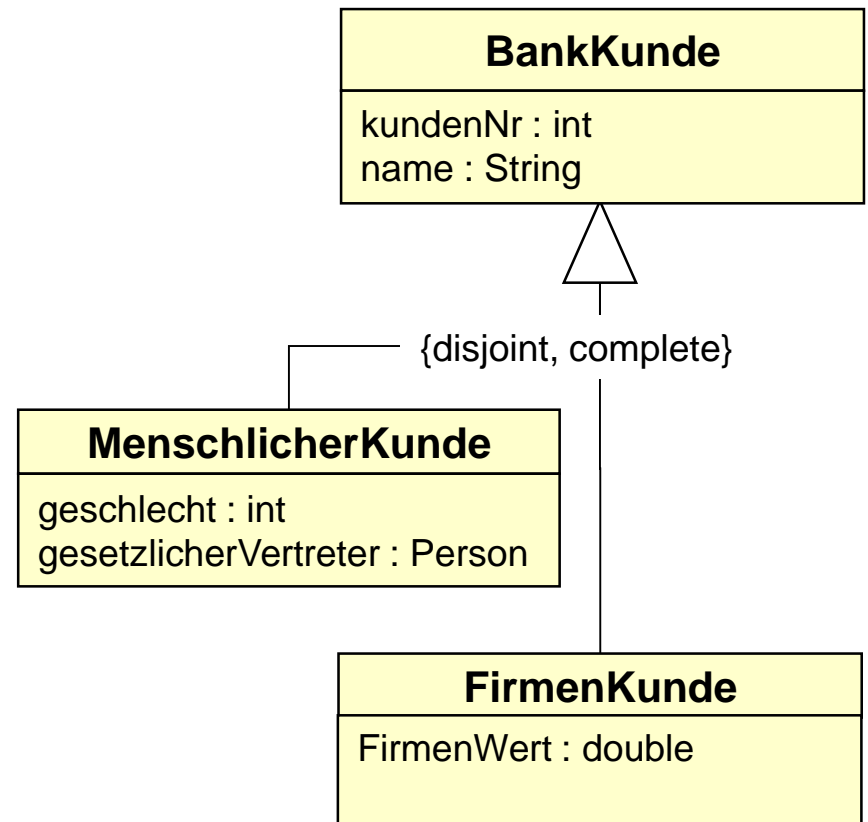 BankKunde
kundenNr : int
name : String
{disjoint, complete}
MenschlicherKunde
geschlecht : int
gesetzlicherVertreter : Person
FirmenKunde
FirmenWert : double